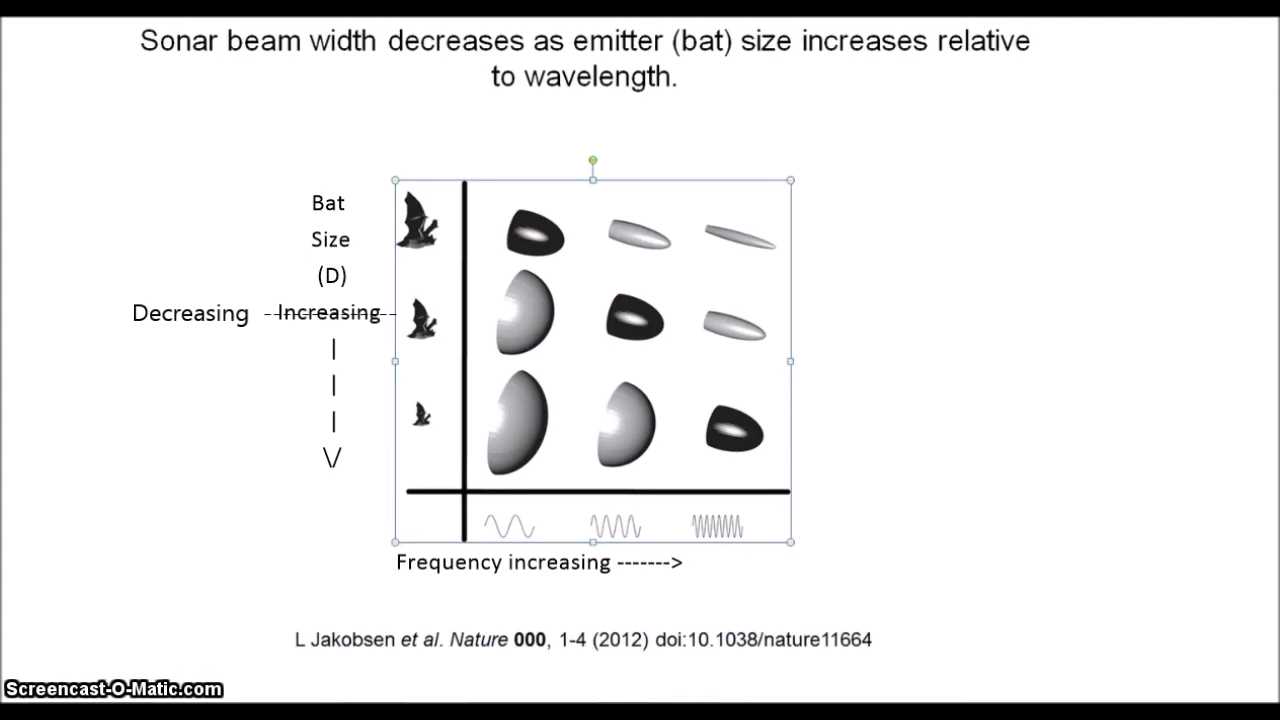 Sonar beam width decreases as emitter (bat) size increases relative
to wavelength.
Bat
Size
(D)
Decreasing --Increasing--
|
|
|
\/
Frequency increasing ------->
L Jakobsen et al. Nature 000, 1-4 (2012) doi:10.1038/nature11664
Screencast-O-Matic.com